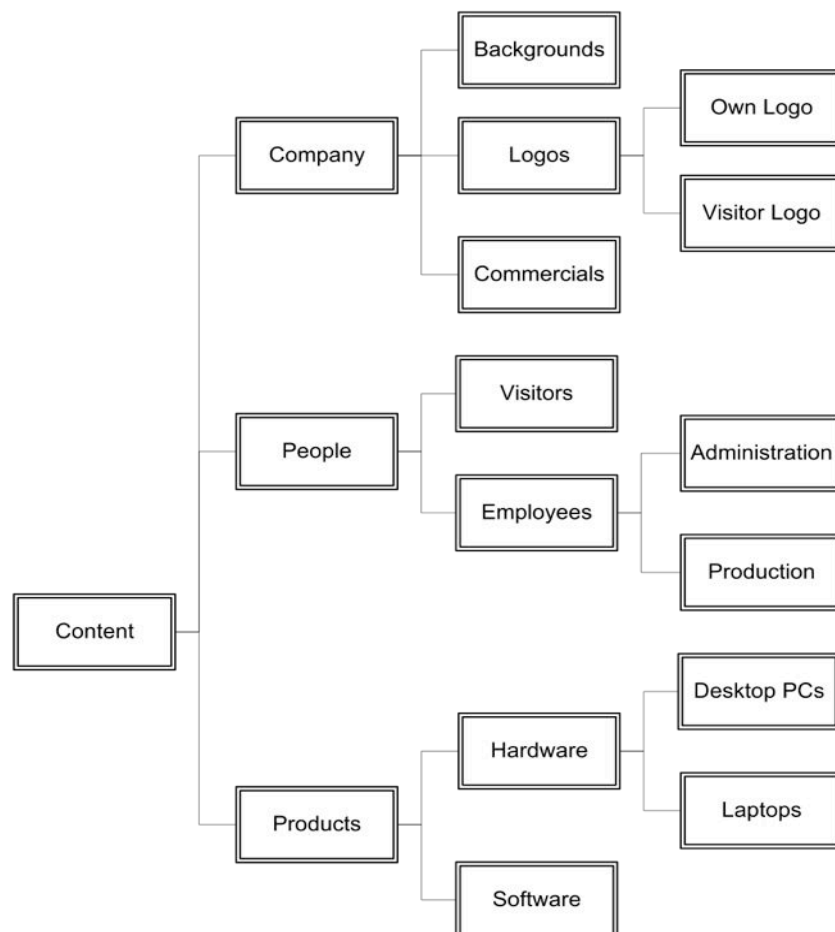 Backgrounds
Own Logo
Company
Logos
Visitor Logo
Commercials
Visitors
People
Administration
Employees
Production
Content
Desktop PCs
Hardware
Laptops
Products
Software